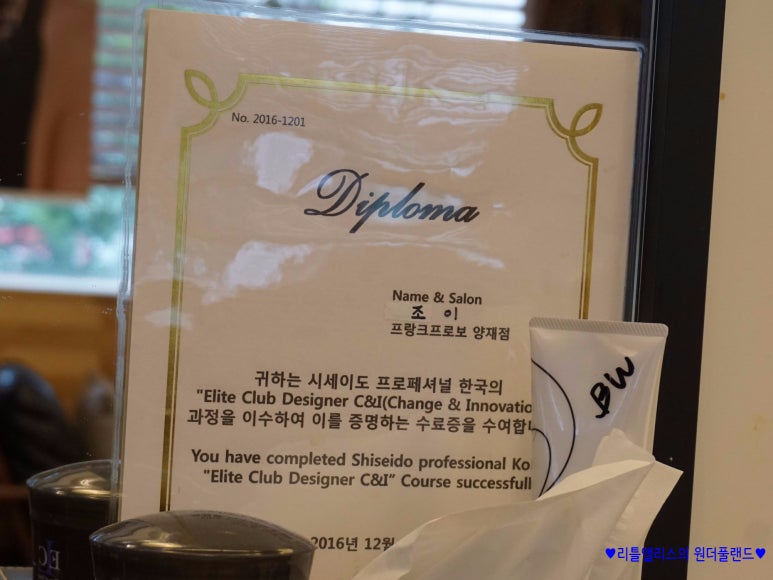 No. 2016-1201
Diploma
Name & Salon
조 이
프랑크프로보 양재점
귀하는 시세이도 프로페셔널 한국의
"Elite Club Designer C&I(Change & Innovatio
과정을 이수하여 이를 증명하는 수료증을 수여합니
You have completed Shiseido professional Ko
"Elite Club Designer C&I" Course successfull
2016년 12월
BW
♥리틀앨리스의 원더풀랜드♥